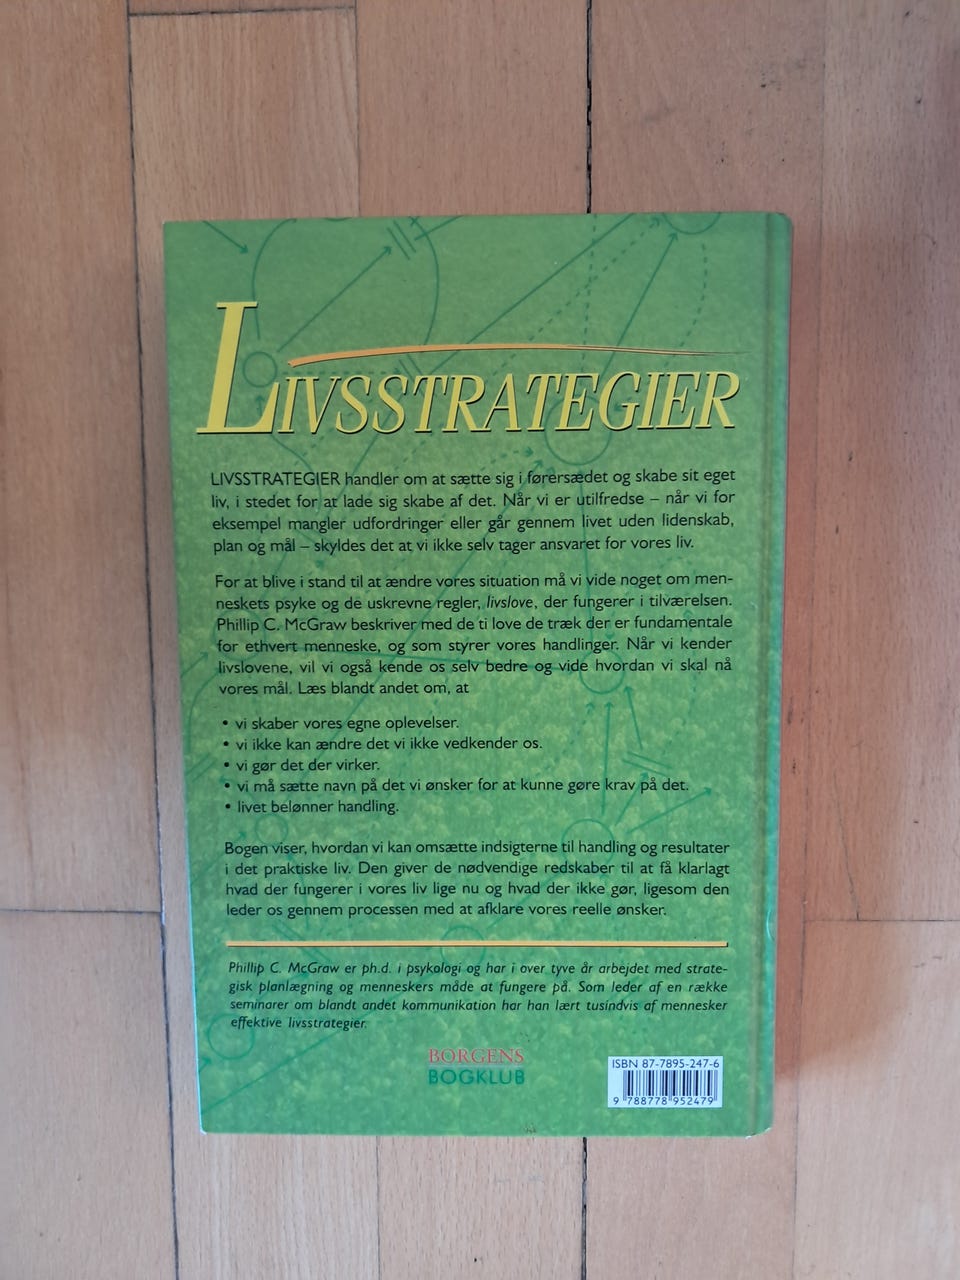 LIVSSTRATEGIER
LIVSSTRATEGIER handler om at sætte sig i førersædet og skabe sit eget
liv, i stedet for at lade sig skabe af det. Når vi er utilfredse – når vi for
eksempel mangler udfordringer eller går gennem livet uden lidenskab,
plan og mål – skyldes det at vi ikke selv tager ansvaret for vores liv.
For at blive i stand til at ændre vores situation må vi vide noget om men-
neskets psyke og de uskrevne regler, livslove, der fungerer i tilværelsen.
Phillip C. McGraw beskriver med de ti love de træk der er fundamentale
for ethvert menneske, og som styrer vores handlinger. Når vi kender
livslovene, vil vi også kende os selv bedre og vide hvordan vi skal nå
vores mål. Læs blandt andet om, at
• vi skaber vores egne oplevelser.
• vi ikke kan ændre det vi ikke vedkender os.
• vi gør det der virker.
• vi må sætte navn på det vi ønsker for at kunne gøre krav på det.
• livet belønner handling.
Bogen viser, hvordan vi kan omsætte indsigterne til handling og resultater
i det praktiske liv. Den giver de nødvendige redskaber til at få klarlagt
hvad der fungerer i vores liv lige nu og hvad der ikke gør, ligesom den
leder os gennem processen med at afklare vores reelle ønsker.
Phillip C. McGraw er ph.d. i psykologi og har i over tyve år arbejdet med strate-
gisk planlægning og menneskers måde at fungere på. Som leder af en række
seminarer om blandt andet kommunikation har han lært tusindvis af mennesker
effektive livsstrategier.
BORGENS
BOGKLUB
ISBN 87-7895-247-6
9 788778 952479